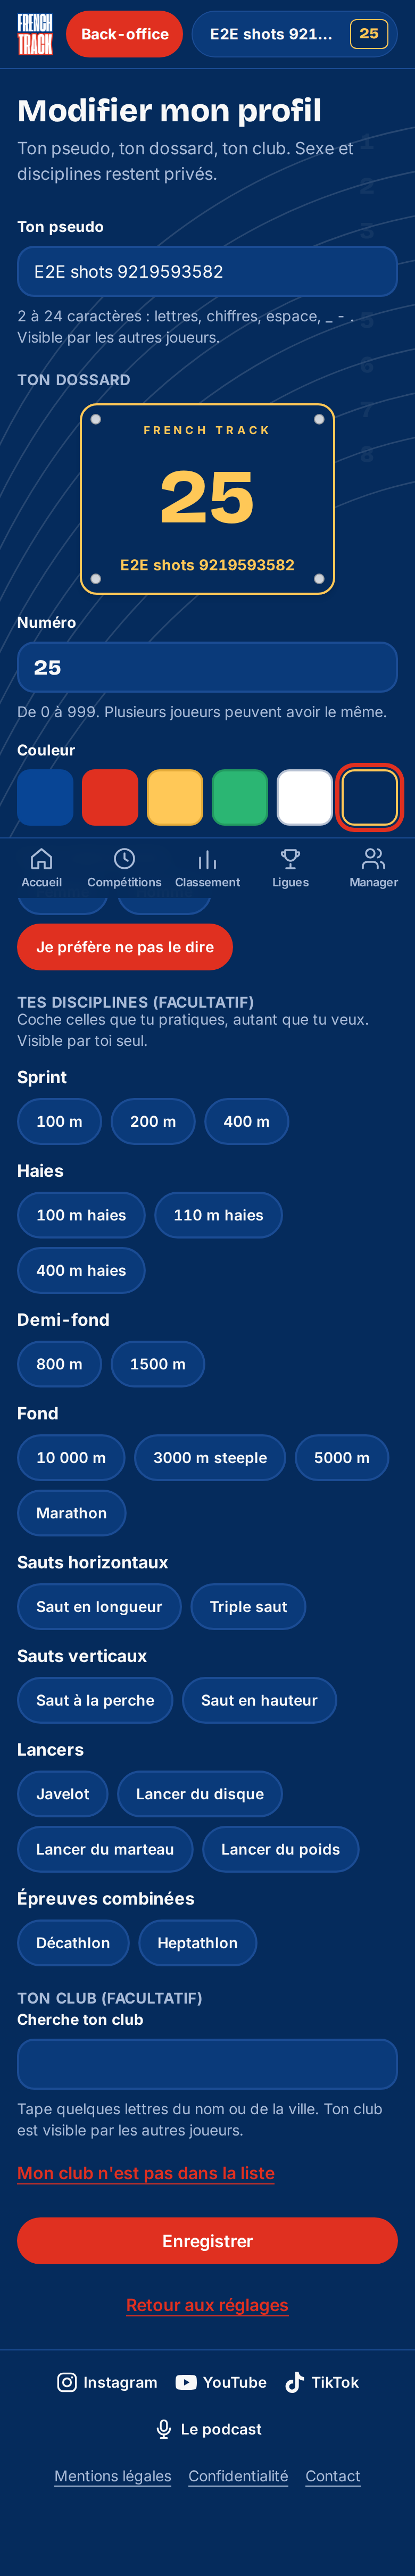 FRENCH
TRACK
Back-office
E2E shots 921...
25
Modifier mon profil
Ton pseudo, ton dossard, ton club. Sexe et
disciplines restent privés.
1
2
3
5
6
7
8
Ton pseudo
E2E shots 9219593582
2 à 24 caractères : lettres, chiffres, espace, _ - .
Visible par les autres joueurs.
TON DOSSARD
FRENCH TRACK
25
E2E shots 9219593582
Numéro
25
De 0 à 999. Plusieurs joueurs peuvent avoir le même.
Couleur
Accueil
Compétitions
Classement
Ligues
Manager
Je préfère ne pas le dire
TES DISCIPLINES (FACULTATIF)
Coche celles que tu pratiques, autant que tu veux.
Visible par toi seul.
Sprint
100 m
200 m
400 m
Haies
100 m haies
110 m haies
400 m haies
Demi-fond
800 m
1500 m
Fond
10 000 m
3000 m steeple
5000 m
Marathon
Sauts horizontaux
Saut en longueur
Triple saut
Sauts verticaux
Saut à la perche
Saut en hauteur
Lancers
Javelot
Lancer du disque
Lancer du marteau
Lancer du poids
Épreuves combinées
Décathlon
Heptathlon
TON CLUB (FACULTATIF)
Cherche ton club
Tape quelques lettres du nom ou de la ville. Ton club
est visible par les autres joueurs.
Mon club n'est pas dans la liste
Enregistrer
Retour aux réglages
Instagram
YouTube
TikTok
Le podcast
Mentions légales
Confidentialité
Contact